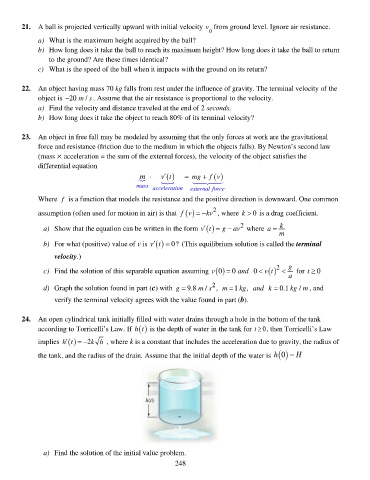 21. A ball is projected vertically upward with initial velocity v₀ from ground level. Ignore air resistance.
a) What is the maximum height acquired by the ball?
b) How long does it take the ball to reach its maximum height? How long does it take the ball to return
to the ground? Are these times identical?
c) What is the speed of the ball when it impacts with the ground on its return?
22. An object having mass 70 kg falls from rest under the influence of gravity. The terminal velocity of the
object is −20 m / s. Assume that the air resistance is proportional to the velocity.
a) Find the velocity and distance traveled at the end of 2 seconds.
b) How long does it take the object to reach 80% of its terminal velocity?
23. An object in free fall may be modeled by assuming that the only forces at work are the gravitational
force and resistance (friction due to the medium in which the objects falls). By Newton's second law
(mass × acceleration = the sum of the external forces), the velocity of the object satisfies the
differential equation
m · v′(t) = mg + f(v)
mass acceleration external force
Where f is a function that models the resistance and the positive direction is downward. One common
assumption (often used for motion in air) is that f(v) = −kv², where k > 0 is a drag coefficient.
a) Show that the equation can be written in the form v′(t) = g − av² where a = k/m
b) For what (positive) value of v is v′(t) = 0? (This equilibrium solution is called the terminal
velocity.)
c) Find the solution of this separable equation assuming v(0) = 0 and 0 < v(t)² < g/a for t ≥ 0
d) Graph the solution found in part (c) with g = 9.8 m / s², m = 1 kg, and k = 0.1 kg / m, and
verify the terminal velocity agrees with the value found in part (b).
24. An open cylindrical tank initially filled with water drains through a hole in the bottom of the tank
according to Torricelli's Law. If h(t) is the depth of water in the tank for t ≥ 0, then Torricelli's Law
implies h′(t) = −2k√h, where k is a constant that includes the acceleration due to gravity, the radius of
the tank, and the radius of the drain. Assume that the initial depth of the water is h(0) = H
h(t)
a) Find the solution of the initial value problem.
248